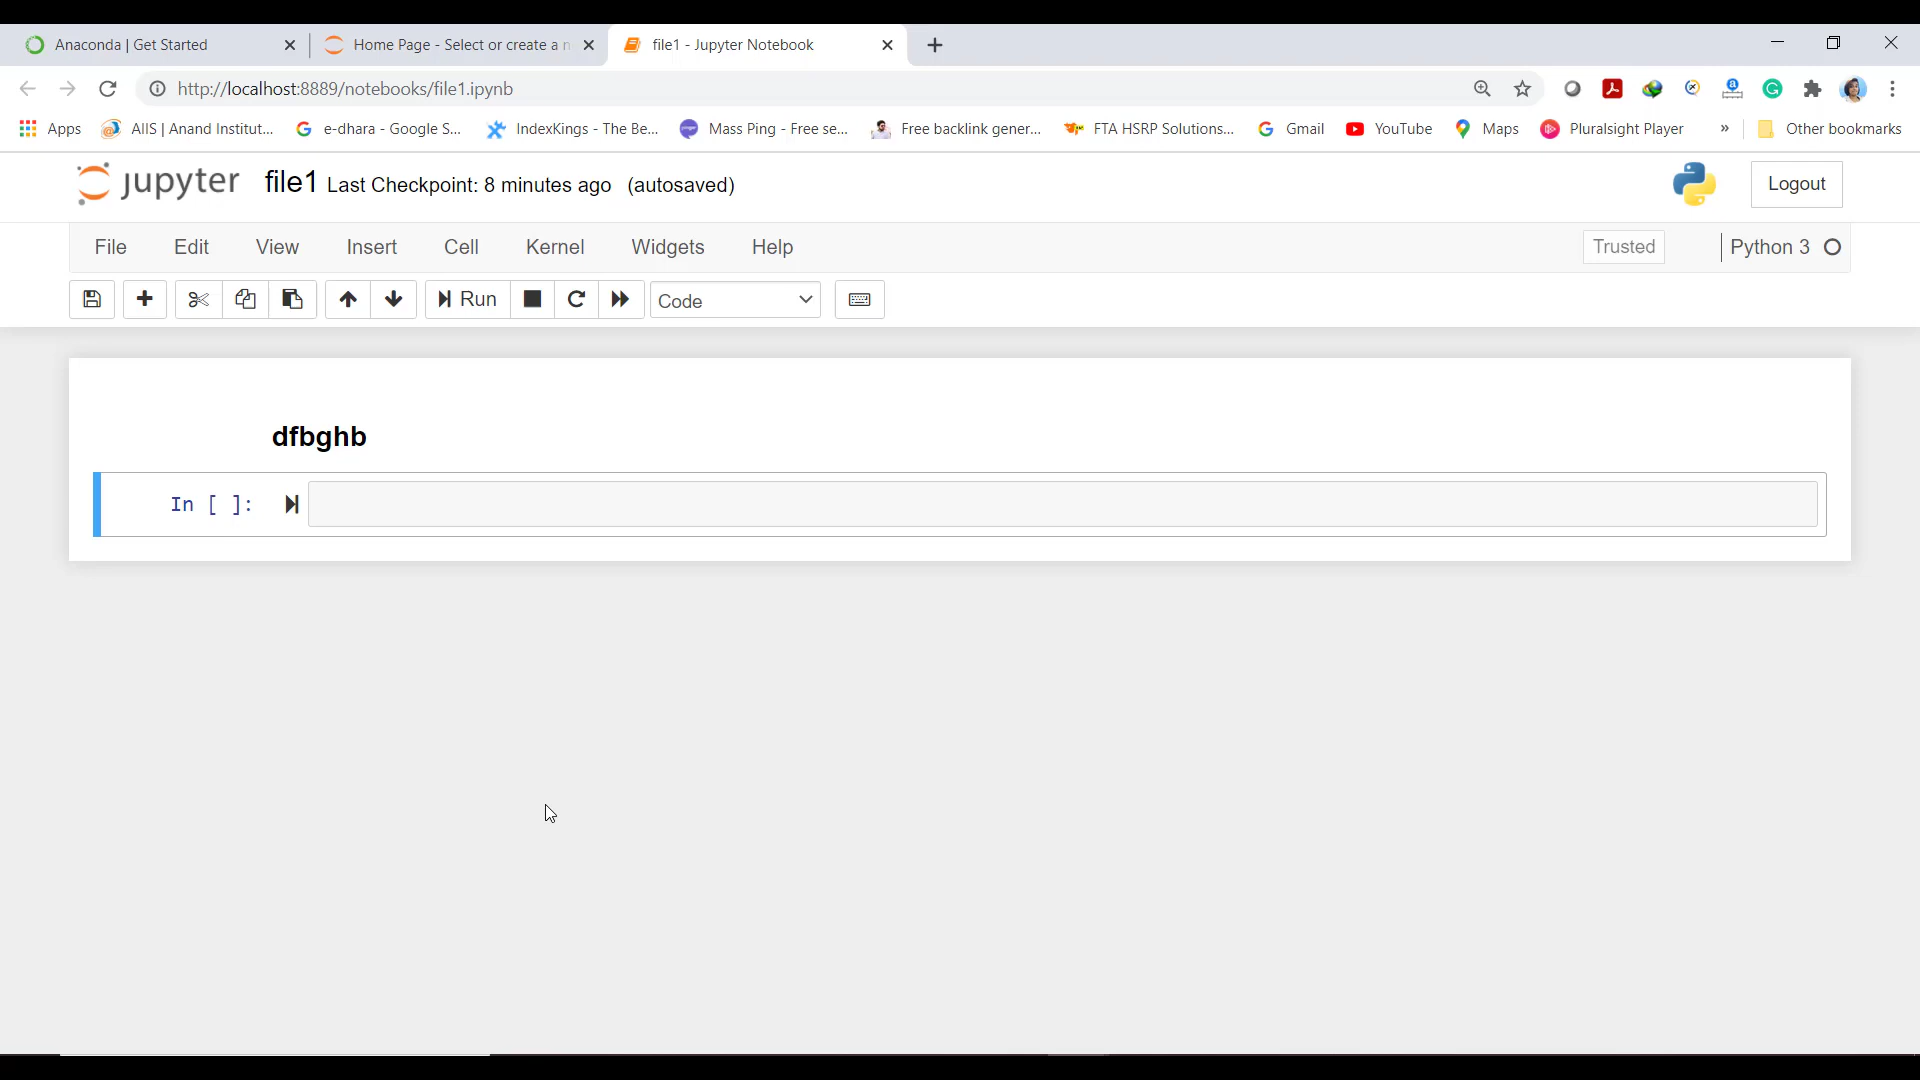 Anaconda | Get Started
Home Page - Select or create a n
file1 - Jupyter Notebook
http://localhost:8889/notebooks/file1.ipynb
Apps
AIIS | Anand Institut...
e-dhara - Google S...
IndexKings - The Be...
Mass Ping - Free se...
Free backlink gener...
FTA HSRP Solutions...
Gmail
YouTube
Maps
Pluralsight Player
»
Other bookmarks
jupyter file1 Last Checkpoint: 8 minutes ago (autosaved)
Logout
File Edit View Insert Cell Kernel Widgets Help
Trusted
Python 3
Run
Code
dfbghb
In [ ]: